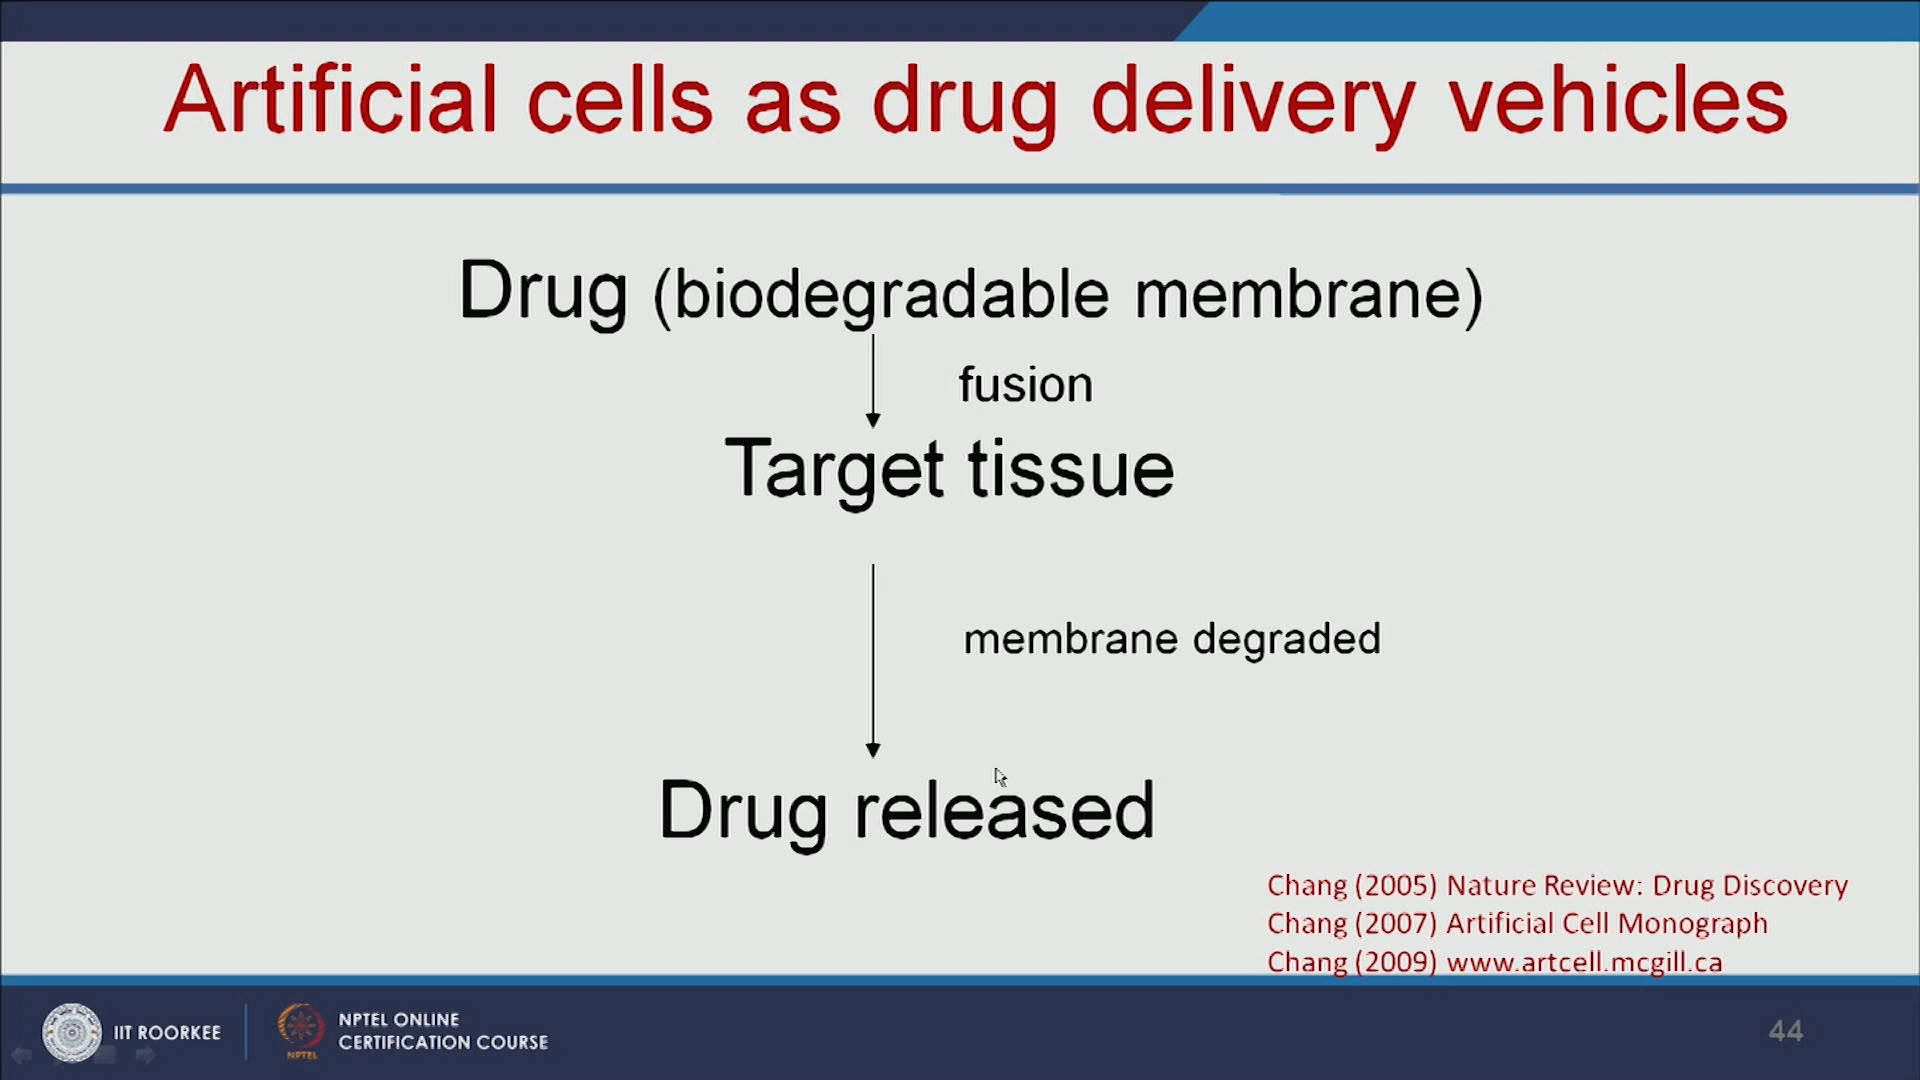 Artificial cells as drug delivery vehicles
Drug (biodegradable membrane)
fusion
Target tissue
membrane degraded
Drug released
Chang (2005) Nature Review: Drug Discovery
Chang (2007) Artificial Cell Monograph
Chang (2009) www.artcell.mcgill.ca
IIT ROORKEE
NPTEL
NPTEL ONLINE
CERTIFICATION COURSE
44